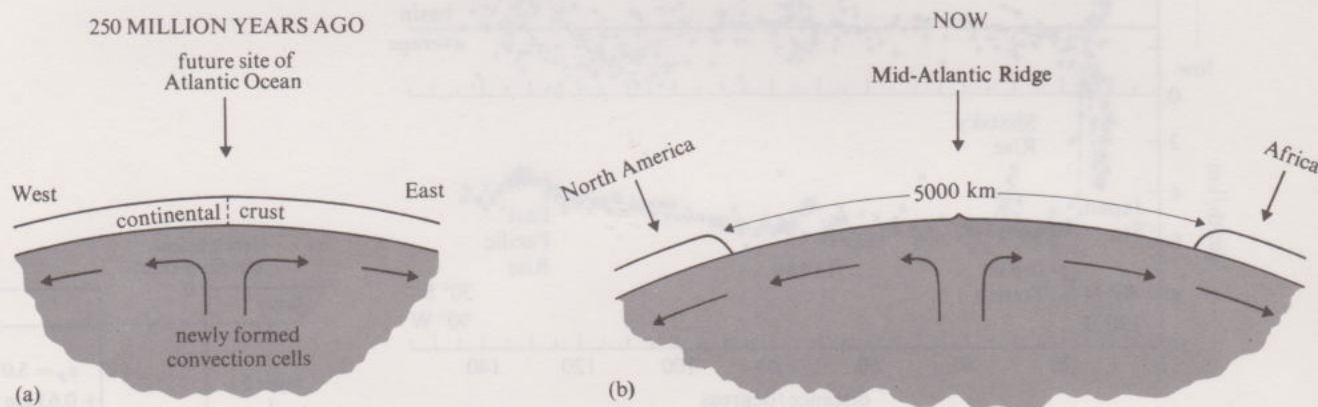 250 MILLION YEARS AGO
future site of
Atlantic Ocean
West
East
continental crust
newly formed
convection cells
(a)
NOW
Mid-Atlantic Ridge
North America
5000 km
Africa
(b)